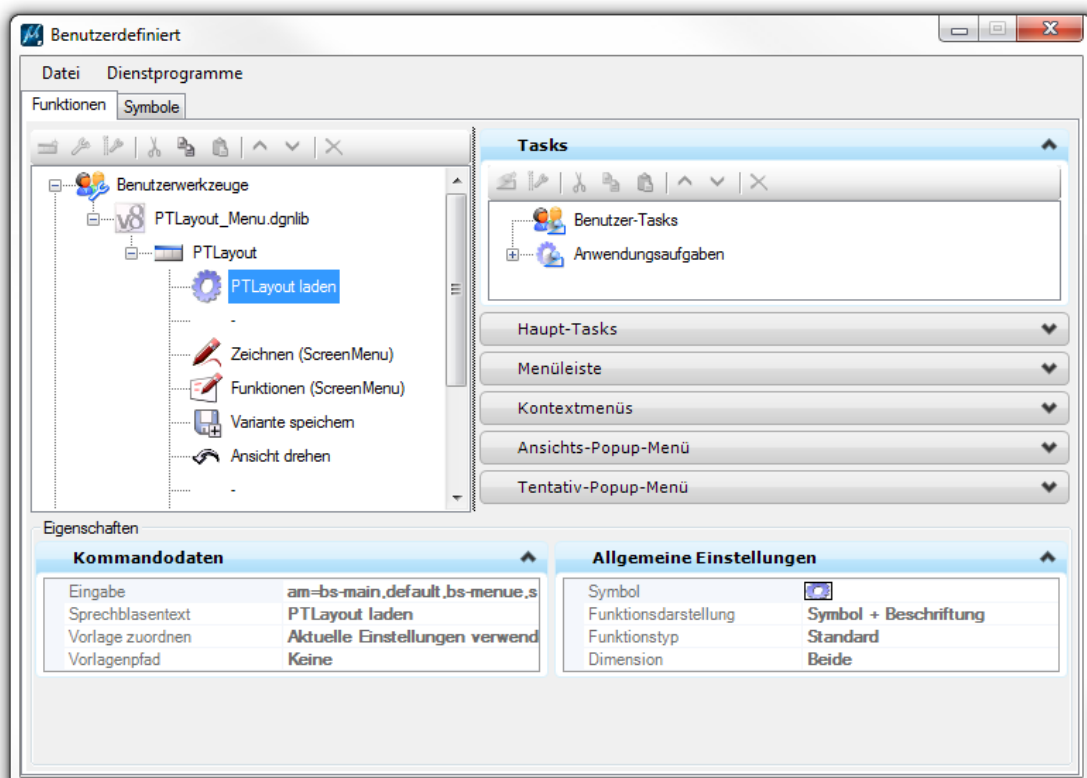 Benutzerdefiniert
Datei Dienstprogramme
Funktionen Symbole
Benutzerwerkzeuge
v8 PTLayout_Menu.dgnlib
PTLayout
PTLayout laden
-
Zeichnen (ScreenMenu)
Funktionen (ScreenMenu)
Variante speichern
Ansicht drehen
-
Tasks
Benutzer-Tasks
Anwendungsaufgaben
Haupt-Tasks
Menüleiste
Kontextmenüs
Ansichts-Popup-Menü
Tentativ-Popup-Menü
Eigenschaften
Kommandodaten
Eingabe am=bs-main,default,bs-menue,s
Sprechblasentext PTLayout laden
Vorlage zuordnen Aktuelle Einstellungen verwend
Vorlagenpfad Keine
Allgemeine Einstellungen
Symbol
Funktionsdarstellung Symbol + Beschriftung
Funktionstyp Standard
Dimension Beide